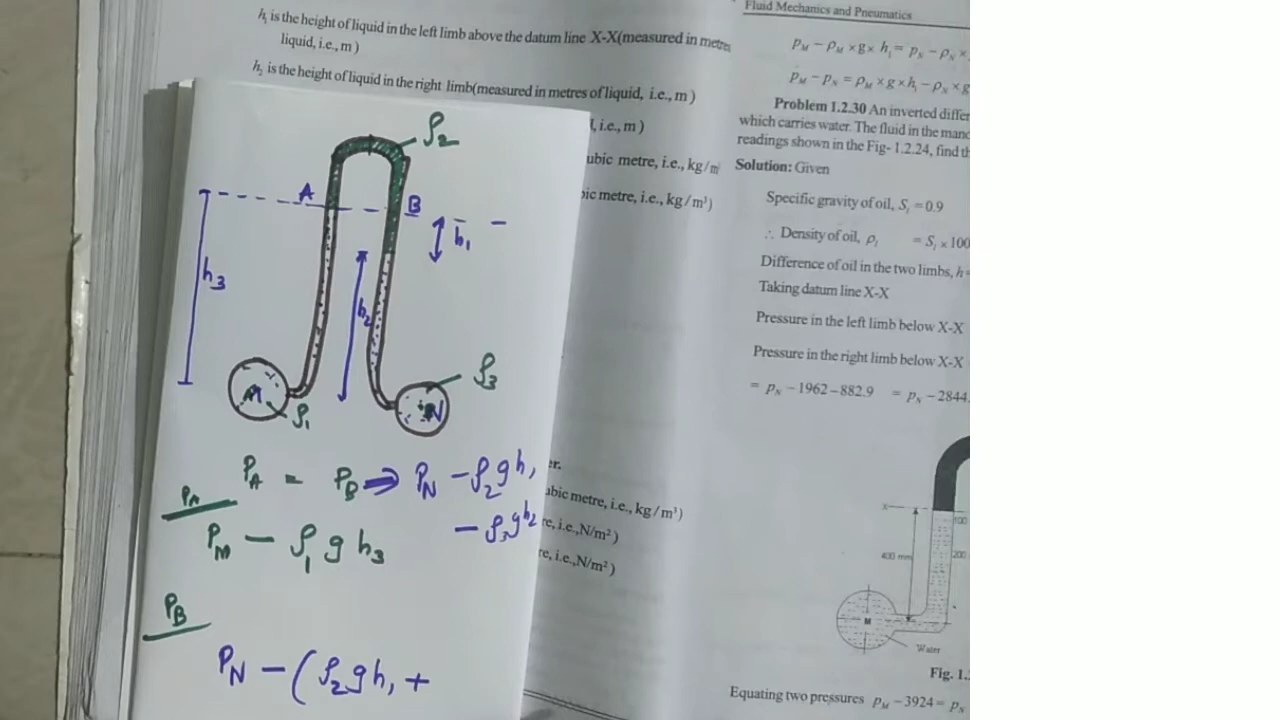 h₁ is the height of liquid in the left limb above the datum line X-X(measured in metres
liquid, i.e., m )
h₂ is the height of liquid in the right limb(measured in metres of liquid, i.e., m )
i.e., m )
ubic metre, i.e., kg/m
bic metre, i.e., kg/m³)
er.
ubic metre, i.e., kg/m³)
re, i.e.,N/m²)
re, i.e.,N/m²)
ρ₂
A
B
h₁
h₃
h₂
M
ρ₁
N
ρ₃
P_A = P_B ⇒ P_N − ρ₂gh₁
− ρ₃gh₂
P_A
P_M − ρ₁ g h₃
P_B
P_N − (ρ₂gh₁ +
Fluid Mechanics and Pneumatics
p_M − ρ_M ×g× h₁ = p_N − ρ_N ×
p_M − p_N = ρ_M ×g×h₁ − ρ_N ×g
Problem 1.2.30 An inverted differ
which carries water. The fluid in the man
readings shown in the Fig- 1.2.24, find th
Solution: Given
Specific gravity of oil, S_l = 0.9
∴ Density of oil, ρ_l = S_l × 100
Difference of oil in the two limbs, h =
Taking datum line X-X
Pressure in the left limb below X-X
Pressure in the right limb below X-X
= p_N − 1962 − 882.9 = p_N − 2844.
X
100
400 mm
200
M
Water
Fig. 1.
Equating two pressures p_M − 3924 = p_N